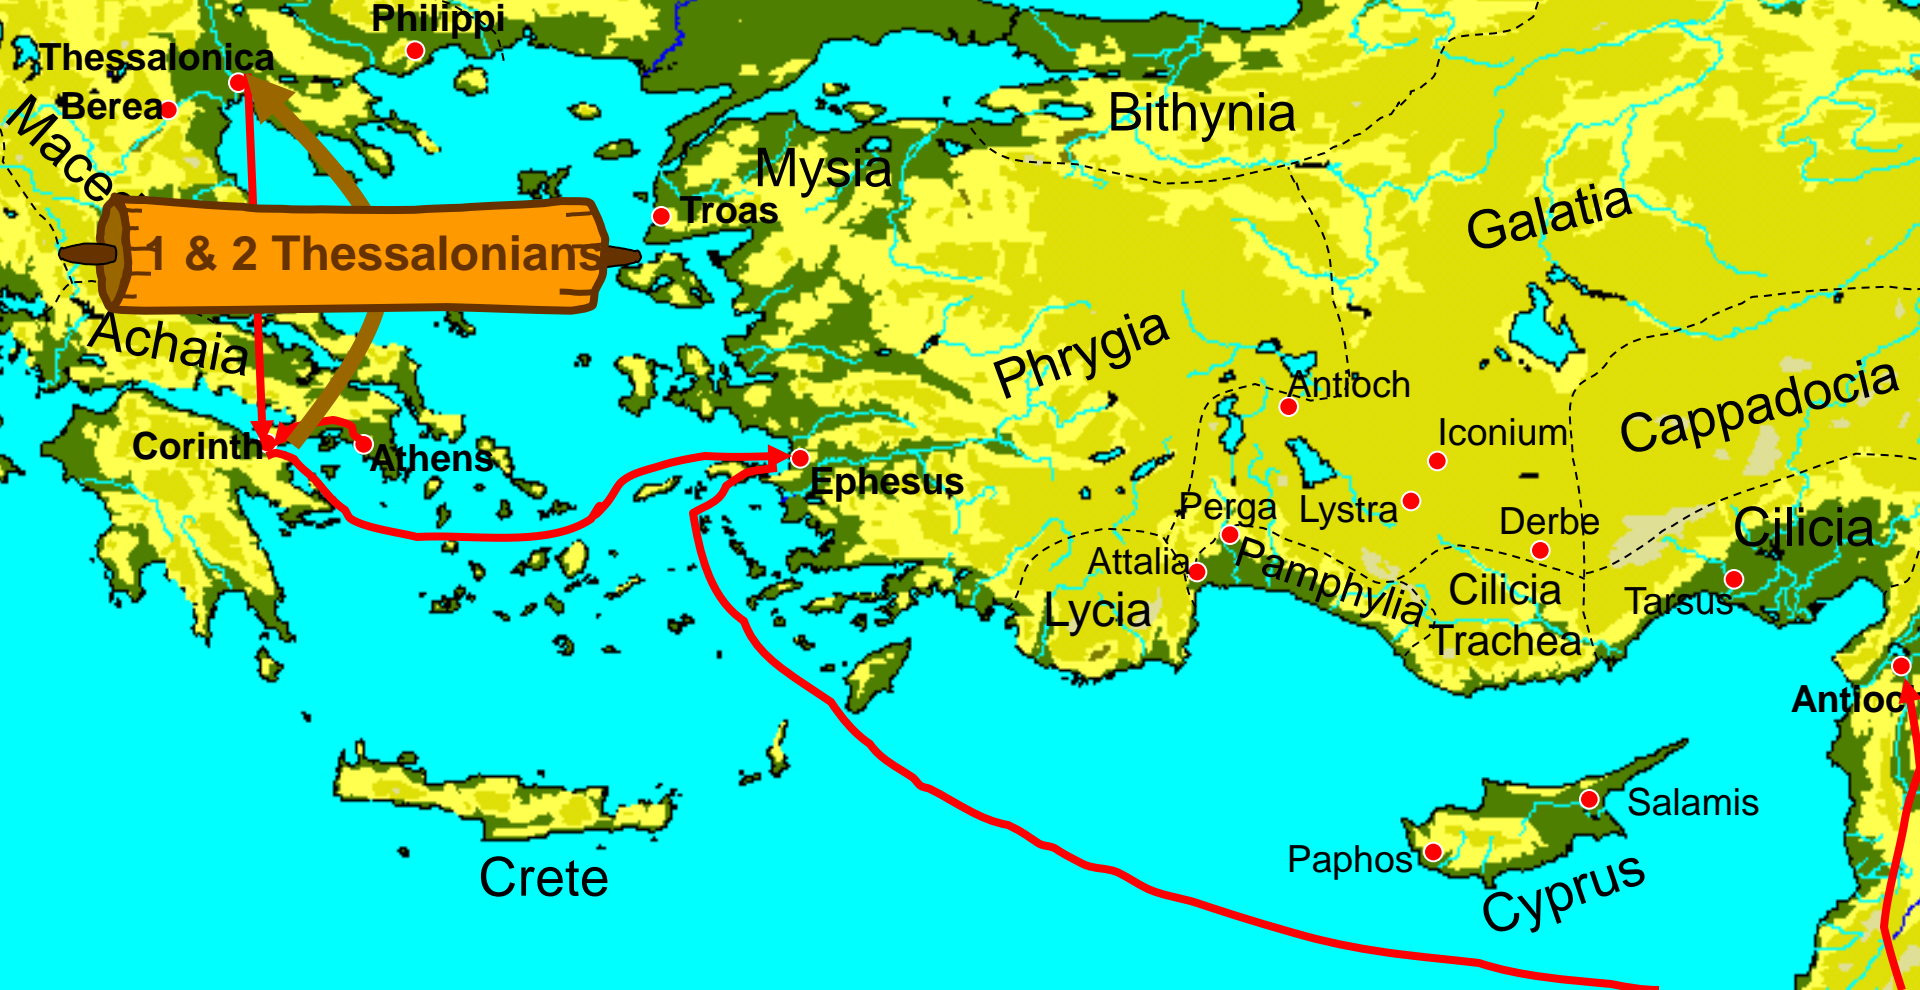 Philippi
Thessalonica
Berea
Mace
Bithynia
Mysia
Troas
Galatia
1 & 2 Thessalonians
Achaia
Phrygia
Antioch
Cappadocia
Iconium
Corinth
Athens
Ephesus
Perga
Lystra
Derbe
Cilicia
Attalia
Pamphylia
Lycia
Cilicia
Trachea
Tarsus
Antioch
Salamis
Paphos
Crete
Cyprus